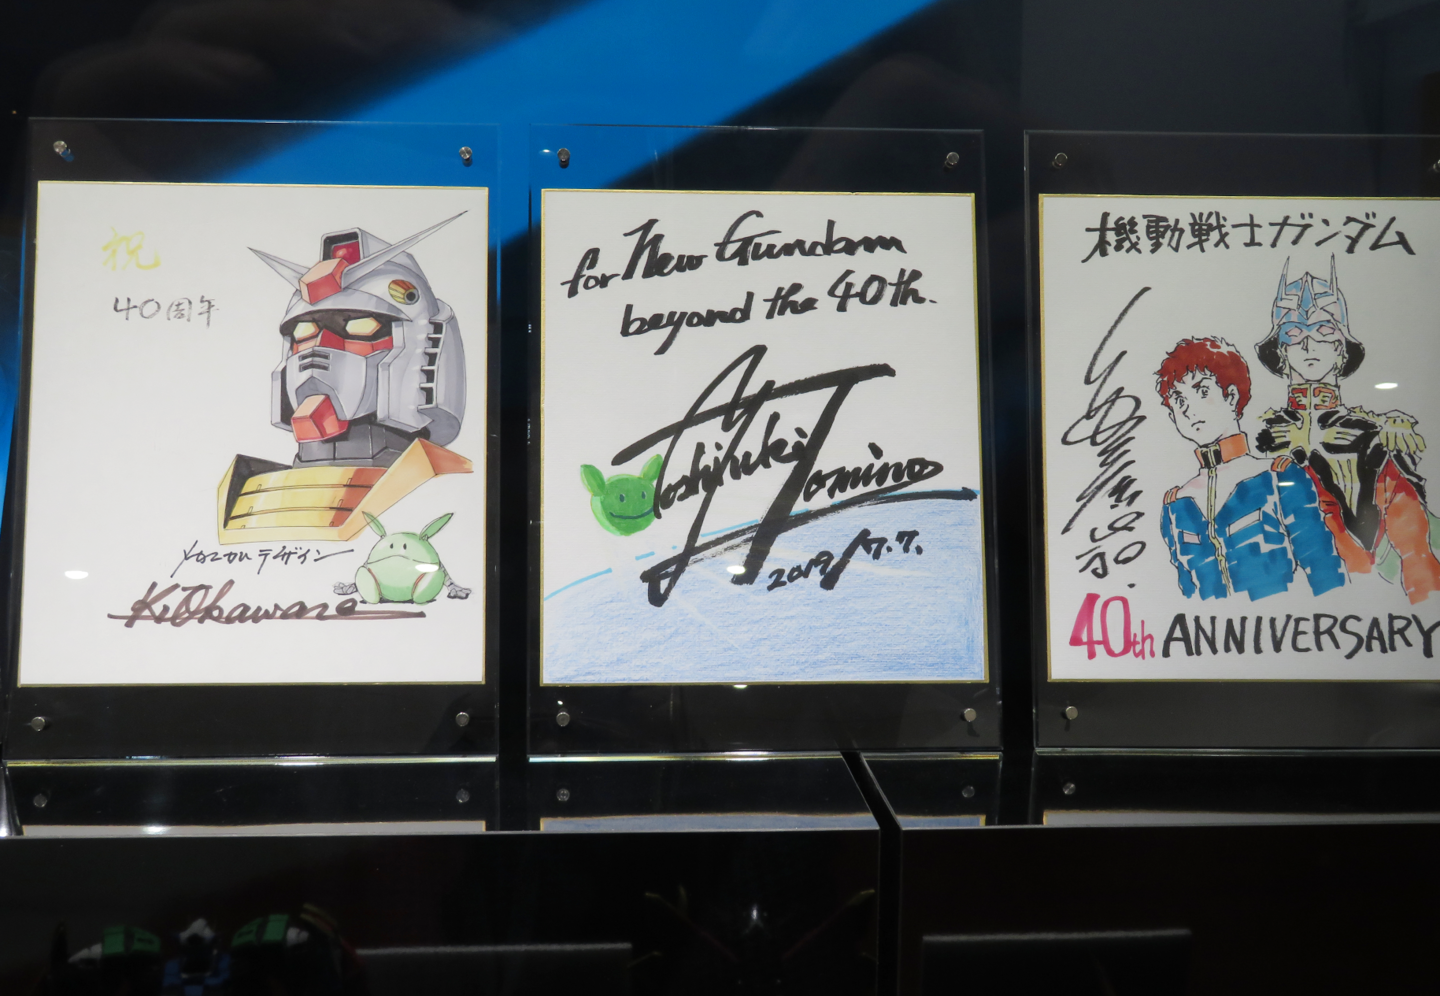 祝
40周年
メカニカルデザイン
K.Okawara
for New Gundam
beyond the 40th.
Yoshiyuki Tomino
2019/7.7.
機動戦士ガンダム
40th ANNIVERSARY